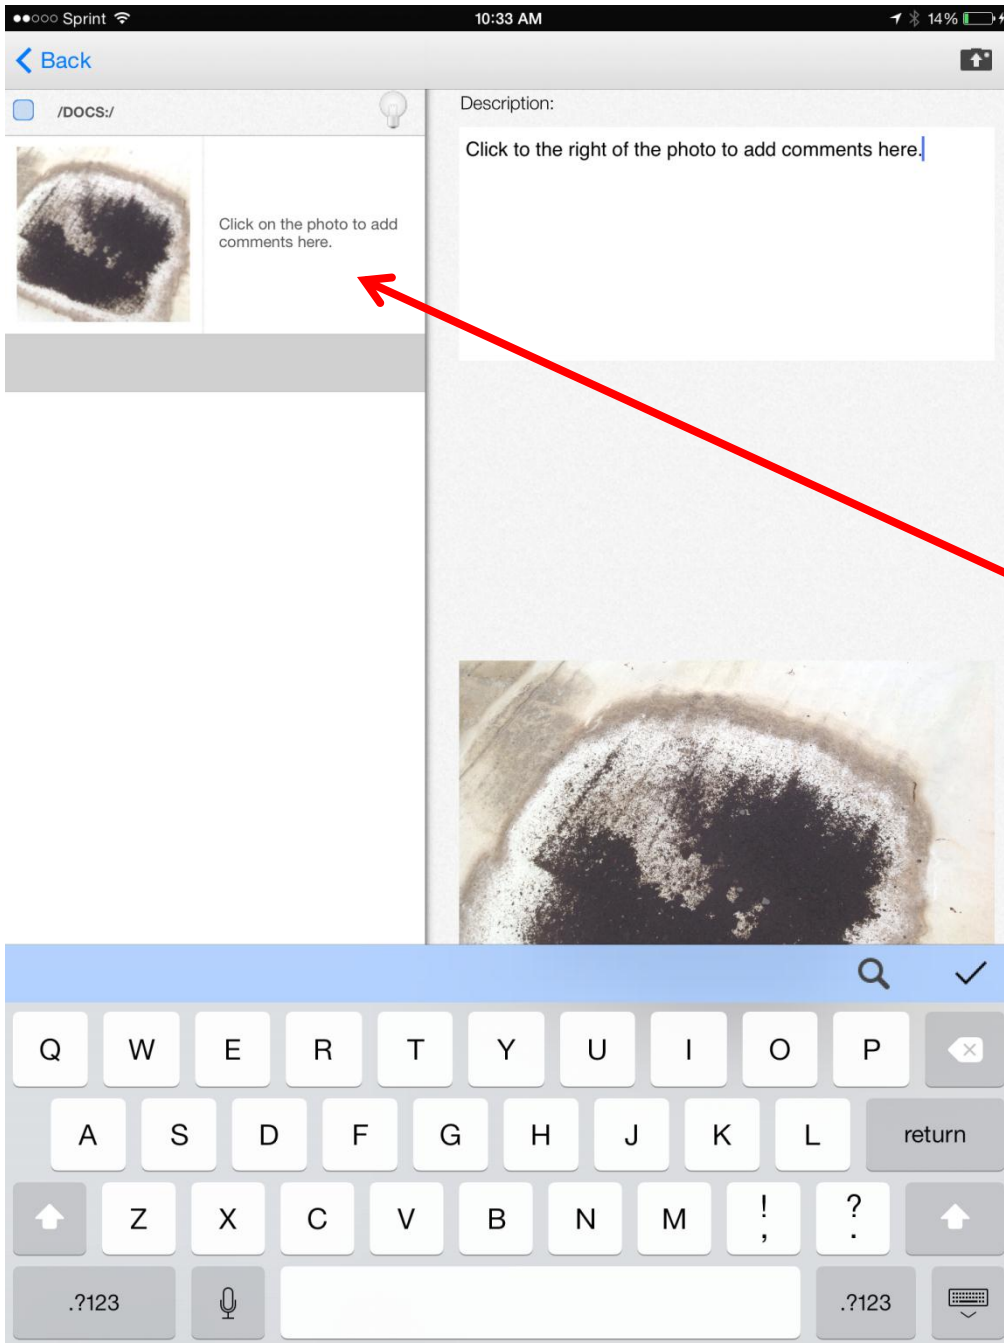 Sprint 10:33 AM 14%
Back
/DOCS:/
Description:
Click to the right of the photo to add comments here.
Click on the photo to add
comments here.
Q W E R T Y U I O P
A S D F G H J K L return
Z X C V B N M ! , ? .
.?123 .?123